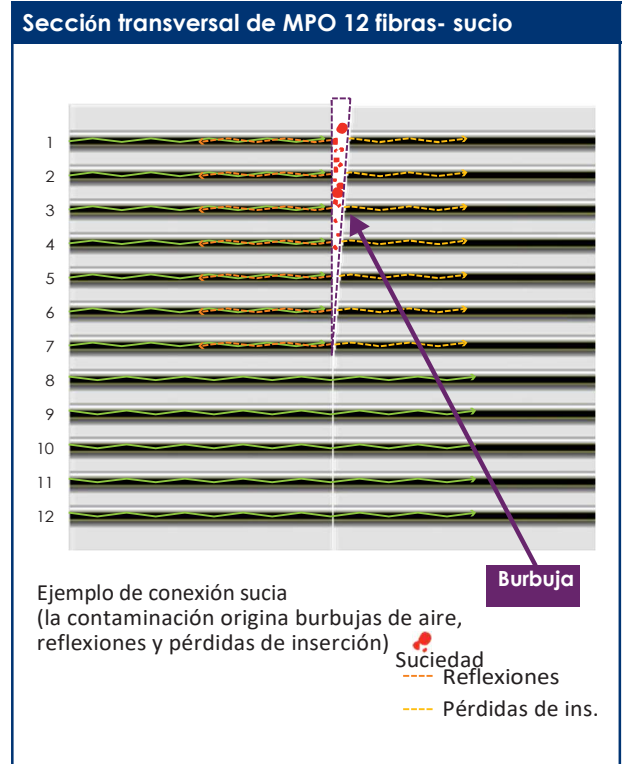 Sección transversal de MPO 12 fibras- sucio
1
2
3
4
5
6
7
8
9
10
11
12
Burbuja
Ejemplo de conexión sucia
(la contaminación origina burbujas de aire,
reflexiones y pérdidas de inserción)
Suciedad
Reflexiones
Pérdidas de ins.